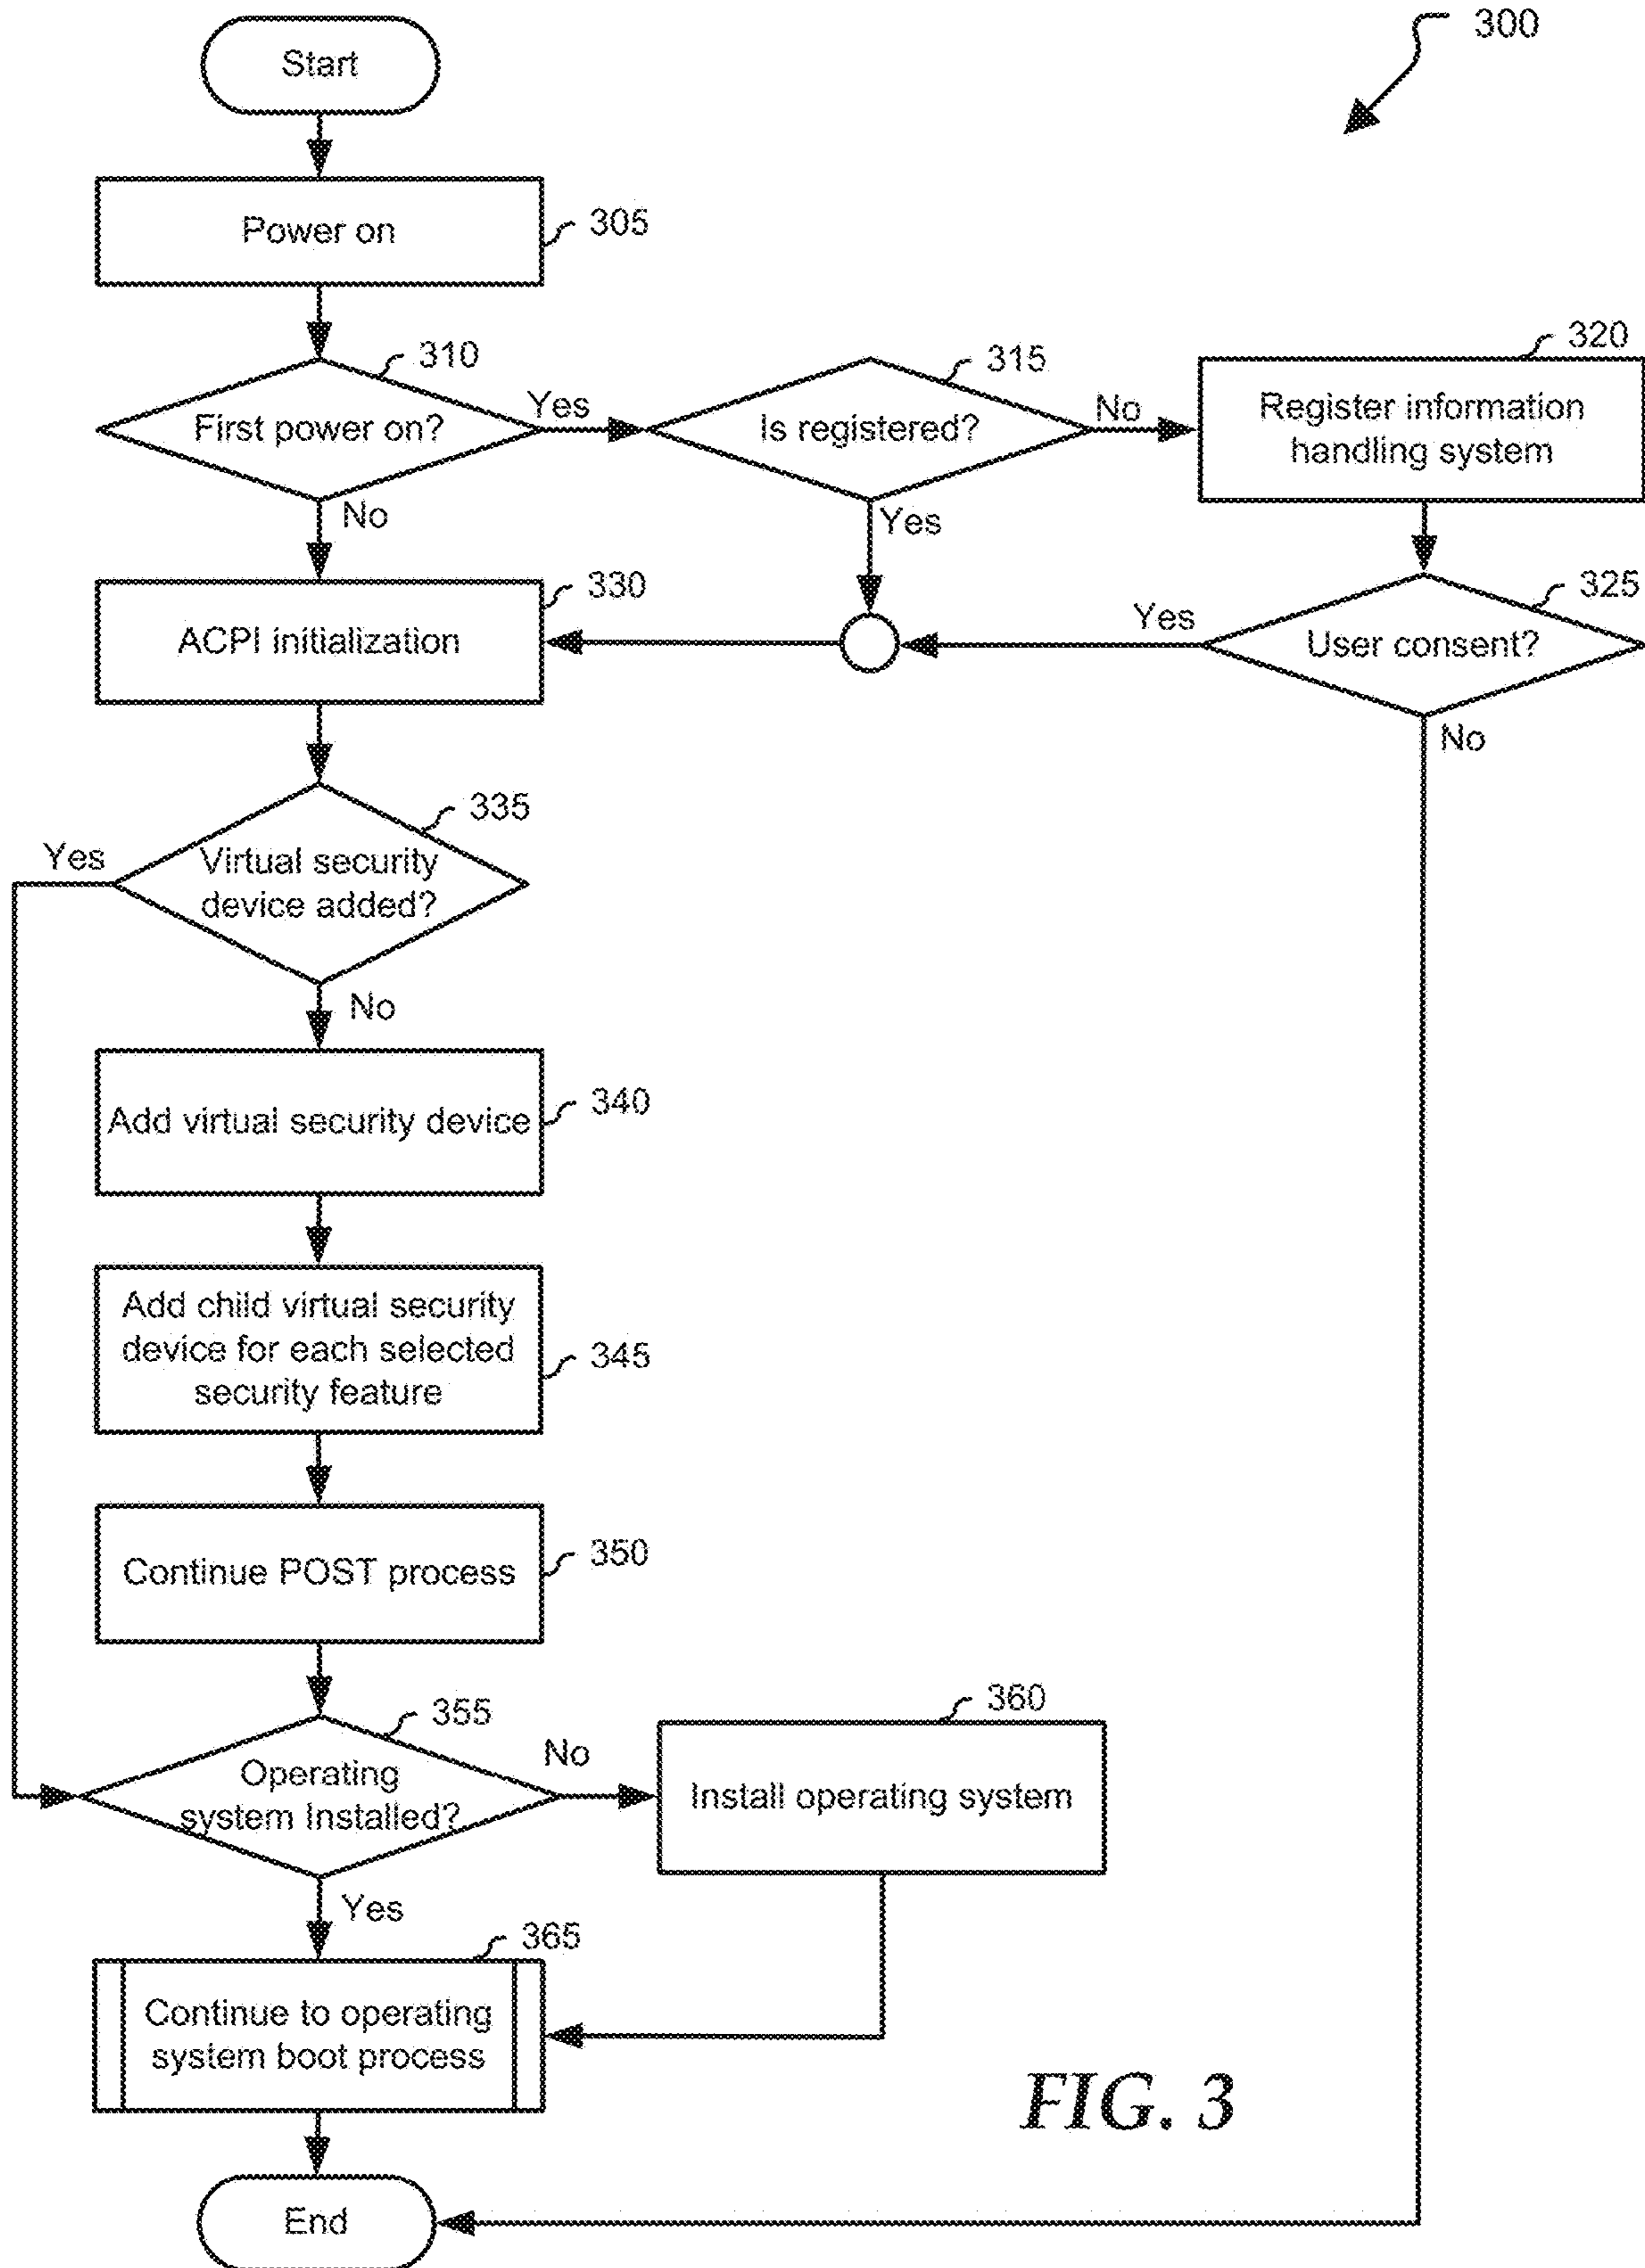 300
Start
Power on
305
First power on?
310
Yes
No
Is registered?
315
No
Yes
Register information
handling system
320
User consent?
325
Yes
No
ACPI initialization
330
Virtual security
device added?
335
Yes
No
Add virtual security device
340
Add child virtual security
device for each selected
security feature
345
Continue POST process
350
Operating
system Installed?
355
No
Yes
Install operating system
360
Continue to operating
system boot process
365
End
FIG. 3